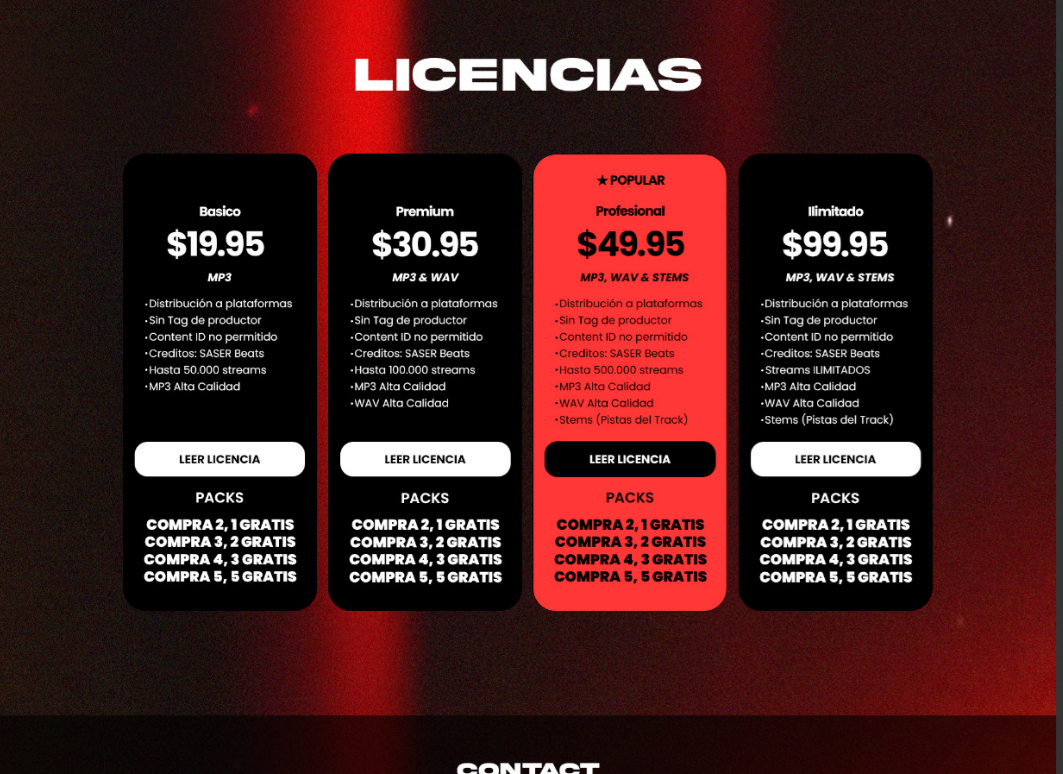 LICENCIAS
Basico
$19.95
MP3
•Distribución a plataformas
•Sin Tag de productor
•Content ID no permitido
•Creditos: SASER Beats
•Hasta 50.000 streams
•MP3 Alta Calidad
LEER LICENCIA
PACKS
COMPRA 2, 1 GRATIS
COMPRA 3, 2 GRATIS
COMPRA 4, 3 GRATIS
COMPRA 5, 5 GRATIS
Premium
$30.95
MP3 & WAV
•Distribución a plataformas
•Sin Tag de productor
•Content ID no permitido
•Creditos: SASER Beats
•Hasta 100.000 streams
•MP3 Alta Calidad
•WAV Alta Calidad
LEER LICENCIA
PACKS
COMPRA 2, 1 GRATIS
COMPRA 3, 2 GRATIS
COMPRA 4, 3 GRATIS
COMPRA 5, 5 GRATIS
★ POPULAR
Profesional
$49.95
MP3, WAV & STEMS
•Distribución a plataformas
•Sin Tag de productor
•Content ID no permitido
•Creditos: SASER Beats
•Hasta 500.000 streams
•MP3 Alta Calidad
•WAV Alta Calidad
•Stems (Pistas del Track)
LEER LICENCIA
PACKS
COMPRA 2, 1 GRATIS
COMPRA 3, 2 GRATIS
COMPRA 4, 3 GRATIS
COMPRA 5, 5 GRATIS
Ilimitado
$99.95
MP3, WAV & STEMS
•Distribución a plataformas
•Sin Tag de productor
•Content ID no permitido
•Creditos: SASER Beats
•Streams ILIMITADOS
•MP3 Alta Calidad
•WAV Alta Calidad
•Stems (Pistas del Track)
LEER LICENCIA
PACKS
COMPRA 2, 1 GRATIS
COMPRA 3, 2 GRATIS
COMPRA 4, 3 GRATIS
COMPRA 5, 5 GRATIS
CONTACT